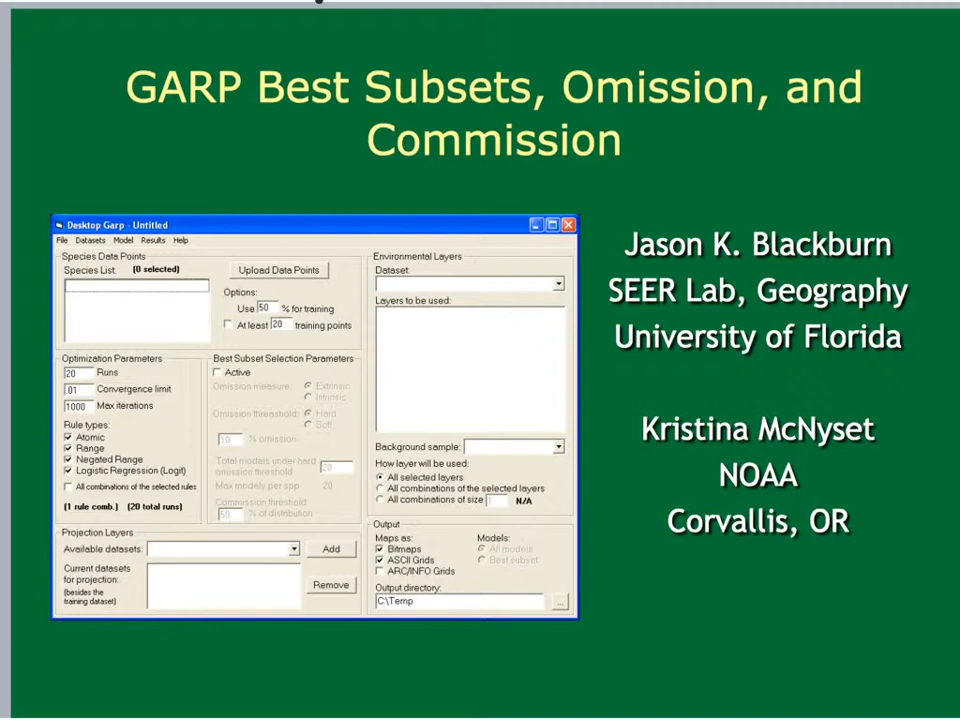 GARP Best Subsets, Omission, and
Commission
Desktop Garp - Untitled
File Datasets Model Results Help
Species Data Points
Species List: (0 selected)
Upload Data Points
Options:
Use 50 % for training
At least 20 training points
Optimization Parameters
20 Runs
.01 Convergence limit
1000 Max iterations
Rule types:
Atomic
Range
Negated Range
Logistic Regression (Logit)
All combinations of the selected rules
(1 rule comb.) (20 total runs)
Best Subset Selection Parameters
Active
Omission measure: Extrinsic
Intrinsic
Omission threashold: Hard
Soft
10 % omission
Total models under hard
omission threshold 20
Max models per spp 20
Commission threshold:
50 % of distribution
Projection Layers
Available datasets: Add
Current datasets
for projection:
(besides the
training dataset)
Remove
Environmental Layers
Dataset:
Layers to be used:
Background sample:
How layer will be used:
All selected layers
All combinations of the selected layers
All combinations of size 1 N/A
Output
Maps as:
Bitmaps
ASCII Grids
ARC/INFO Grids
Models:
All models
Best subset
Output directory:
C:\Temp
...
Jason K. Blackburn
SEER Lab, Geography
University of Florida
Kristina McNyset
NOAA
Corvallis, OR